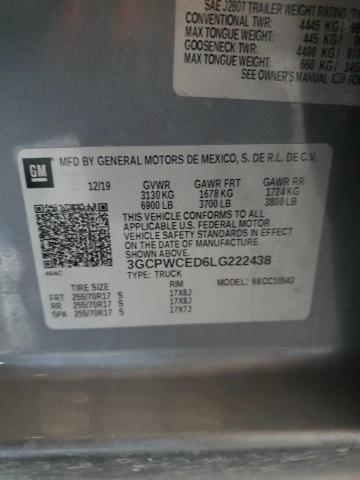 SAE J2807 TRAILER WEIGHT RATING
CONVENTIONAL TWR: 4445 KG/
MAX TONGUE WEIGHT: 445 KG/
GOOSENECK TWR: 4400 KG/
MAX TONGUE WEIGHT: 660 KG/
SEE OWNER'S MANUAL
GM MFD BY GENERAL MOTORS DE MEXICO, S. DE R.L. DE C.V.
12/19 GVWR GAWR FRT GAWR RR
3130 KG 1678 KG 1724 KG
6900 LB 3700 LB 3800 LB
THIS VEHICLE CONFORMS TO ALL
APPLICABLE U.S. FEDERAL MOTOR
VEHICLE SAFETY STANDARDS IN EFFECT ON
THE DATE OF MANUFACTURE SHOWN ABOVE.
464C 3GCPWCED6LG222438
TYPE: TRUCK MODEL: 68CC10543
TIRE SIZE RIM
FRT 255/70R17 S 17X8J
RR 255/70R17 S 17X8J
SPA 255/70R17 S 17X7J